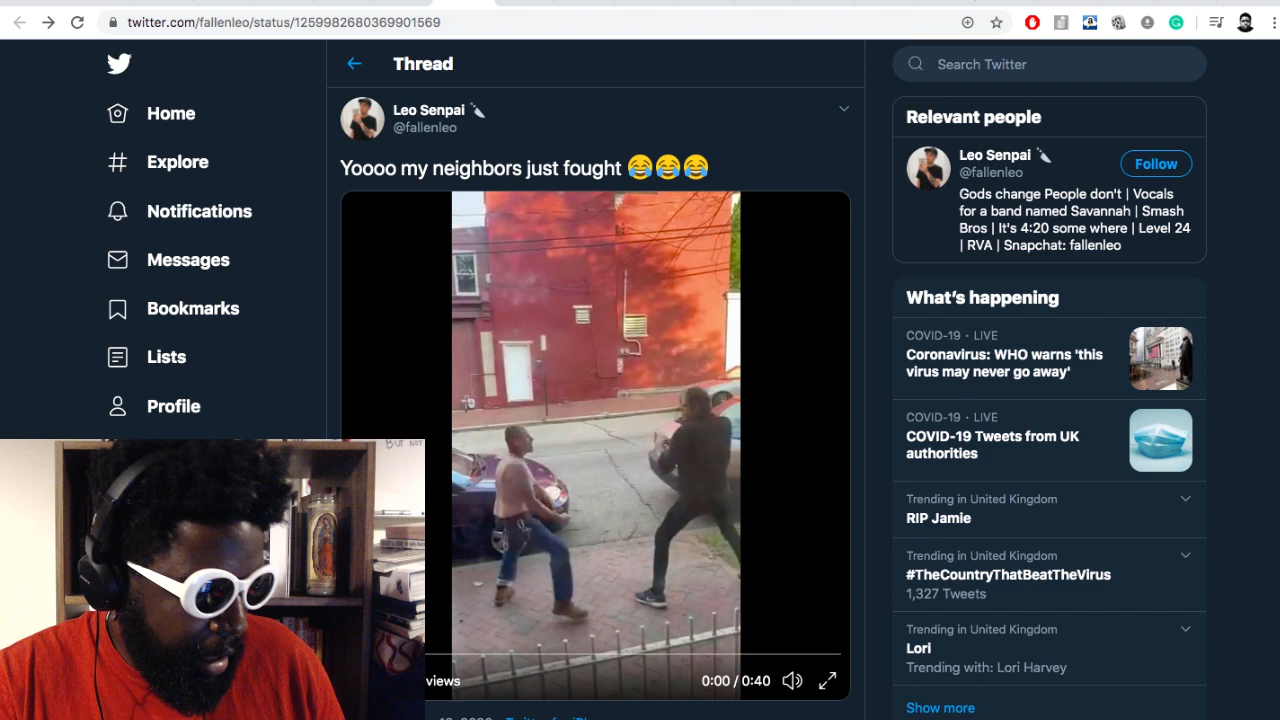 twitter.com/fallenleo/status/1259982680369901569
Home
Explore
Notifications
Messages
Bookmarks
Lists
Profile
Thread
Leo Senpai
@fallenleo
Yoooo my neighbors just fought 😂😂😂
views
0:00 / 0:40
BUT NOT
Search Twitter
Relevant people
Leo Senpai
@fallenleo
Follow
Gods change People don't | Vocals
for a band named Savannah | Smash
Bros | It's 4:20 some where | Level 24
| RVA | Snapchat: fallenleo
What's happening
COVID-19 · LIVE
Coronavirus: WHO warns 'this
virus may never go away'
COVID-19 · LIVE
COVID-19 Tweets from UK
authorities
Trending in United Kingdom
RIP Jamie
Trending in United Kingdom
#TheCountryThatBeatTheVirus
1,327 Tweets
Trending in United Kingdom
Lori
Trending with: Lori Harvey
Show more